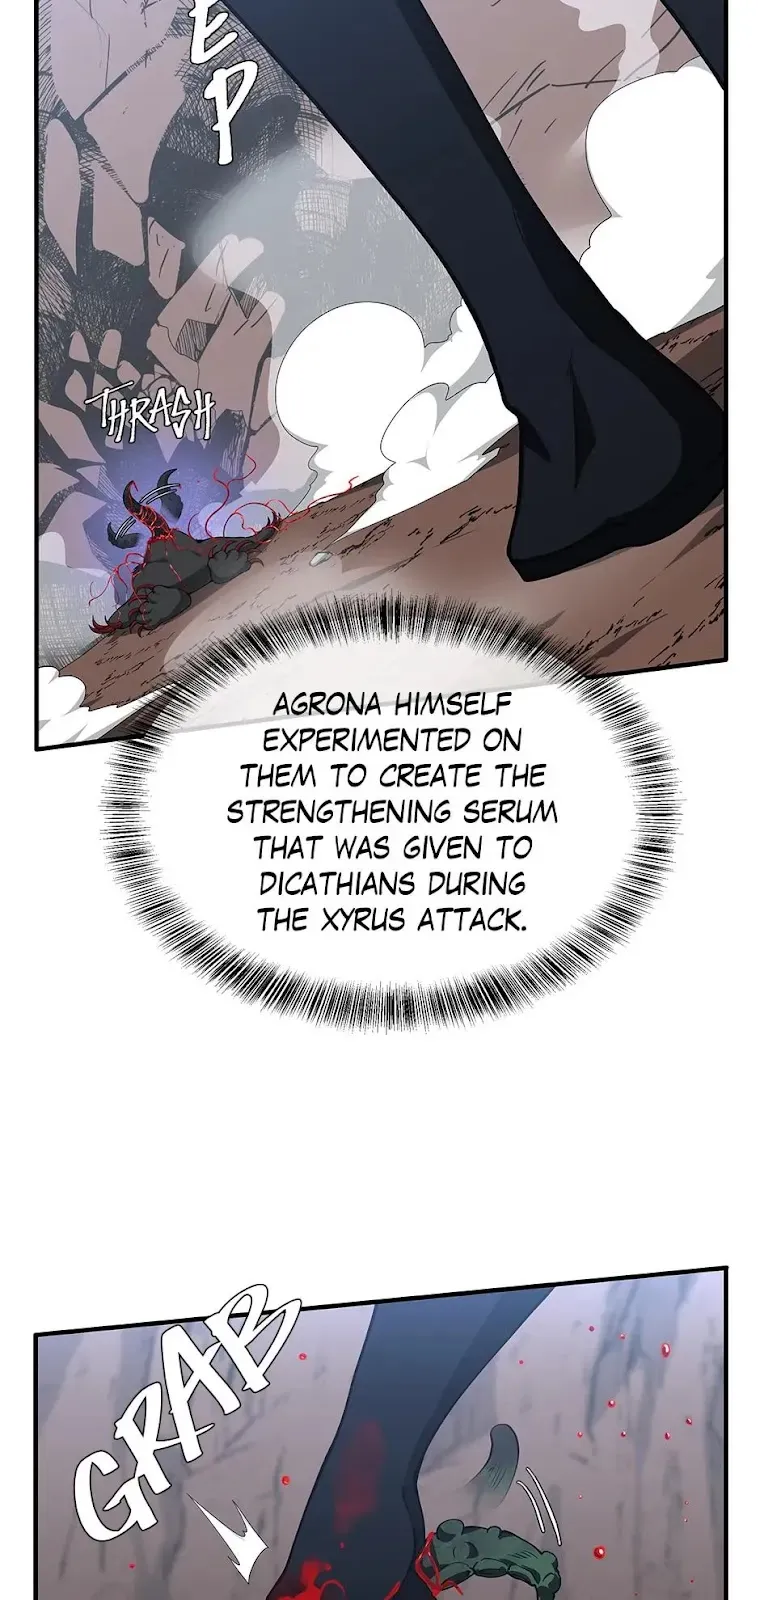 EP
THRASH
AGRONA HIMSELF
EXPERIMENTED ON
THEM TO CREATE THE
STRENGTHENING SERUM
THAT WAS GIVEN TO
DICATHIANS DURING
THE XYRUS ATTACK.
GRAB